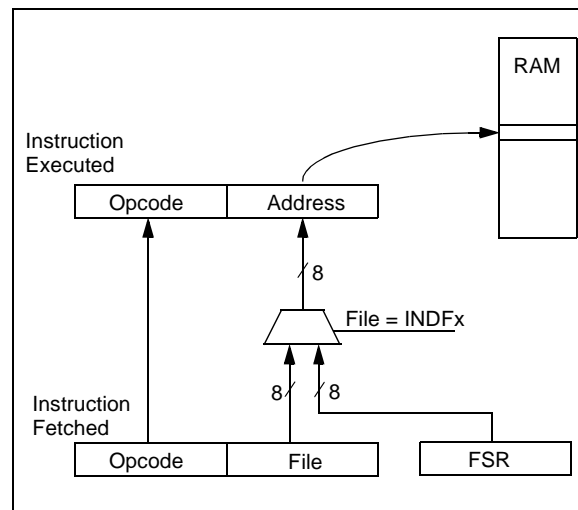 RAM
Instruction
Executed
Opcode
Address
8
File = INDFx
8
8
Instruction
Fetched
Opcode
File
FSR